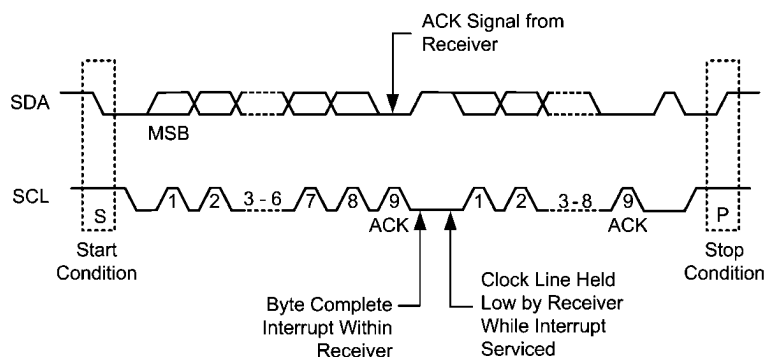 ACK Signal from
Receiver
SDA
MSB
SCL
S
1
2
3 - 6
7
8
9
1
2
3-8
9
P
ACK
ACK
Start
Condition
Stop
Condition
Byte Complete
Interrupt Within
Receiver
Clock Line Held
Low by Receiver
While Interrupt
Serviced